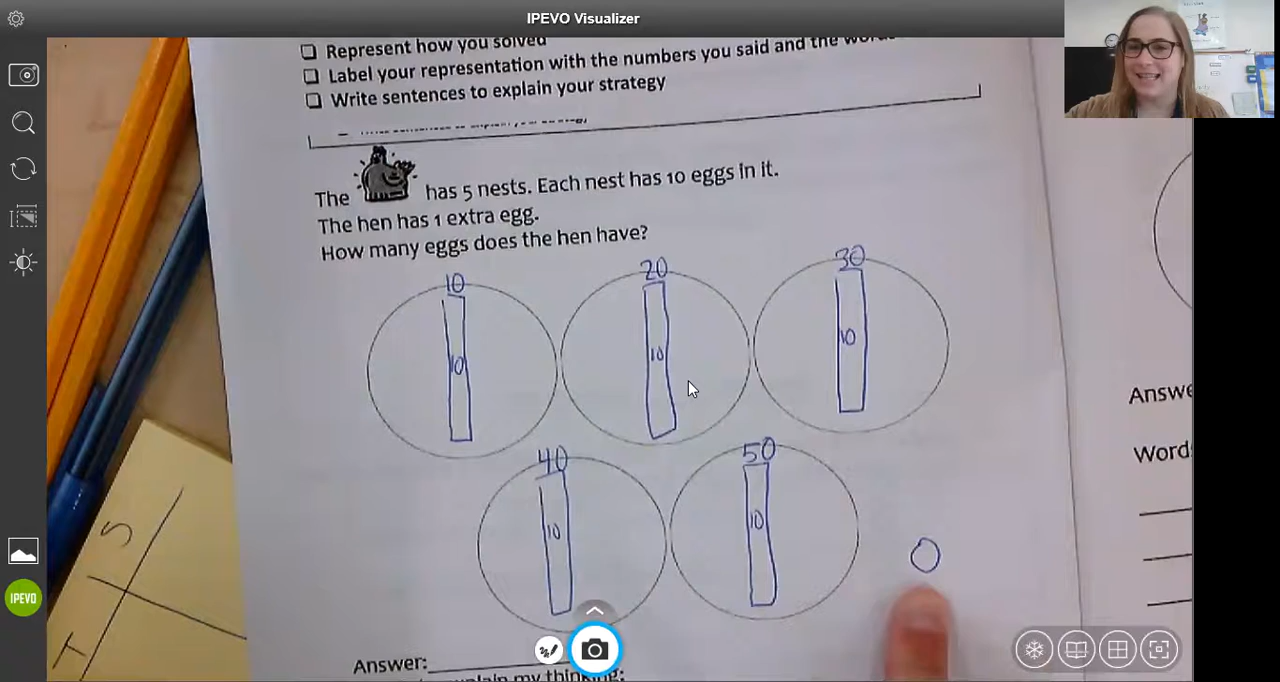 IPEVO Visualizer
Represent how you solved
Label your representation with the numbers you said and the words
Write sentences to explain your strategy
The has 5 nests. Each nest has 10 eggs in it.
The hen has 1 extra egg.
How many eggs does the hen have?
10 20 30
10 10 10
40 50
10 10
Answer:
explain my thinking:
Answe
Word
T S
IPEVO